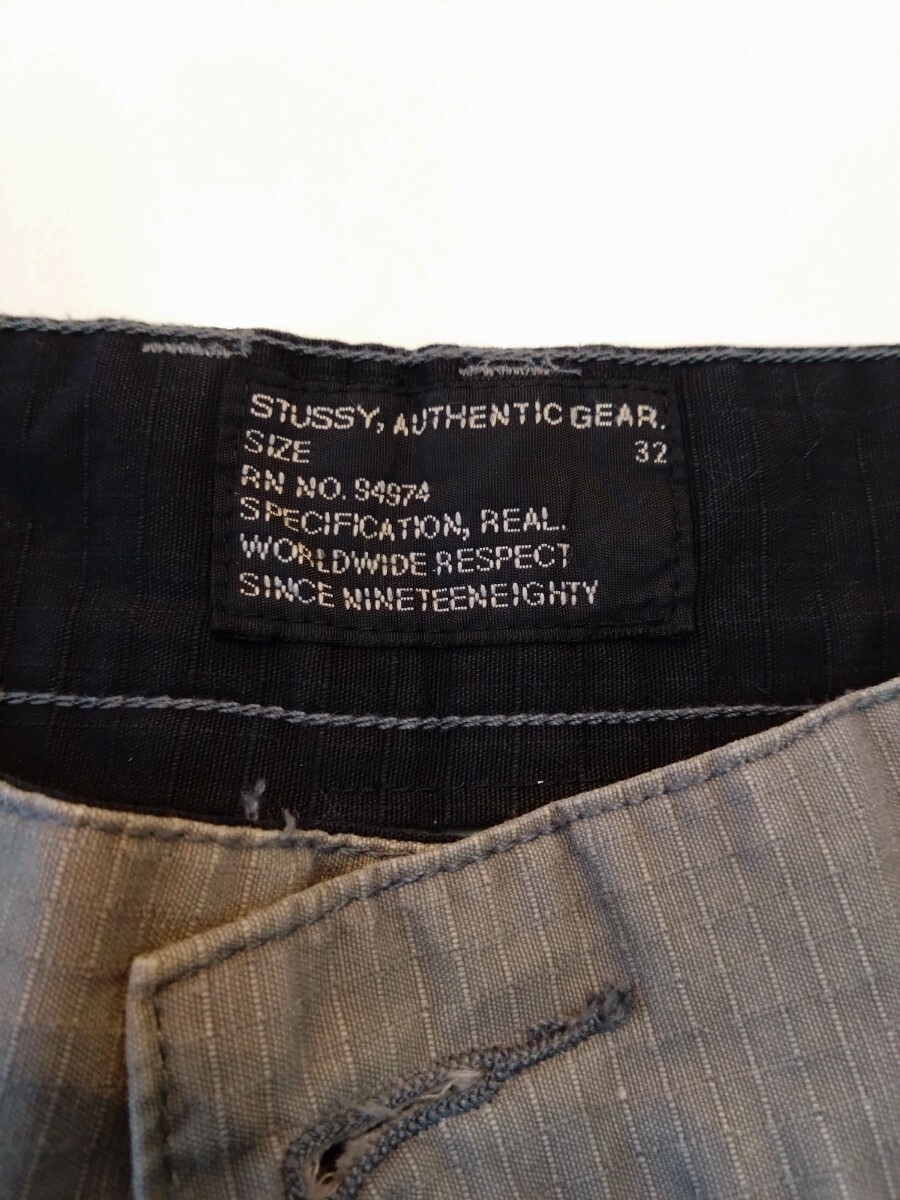 STUSSY, AUTHENTIC GEAR.
SIZE 32
RN NO. 94974
SPECIFICATION, REAL.
WORLDWIDE RESPECT
SINCE NINETEENEIGHTY